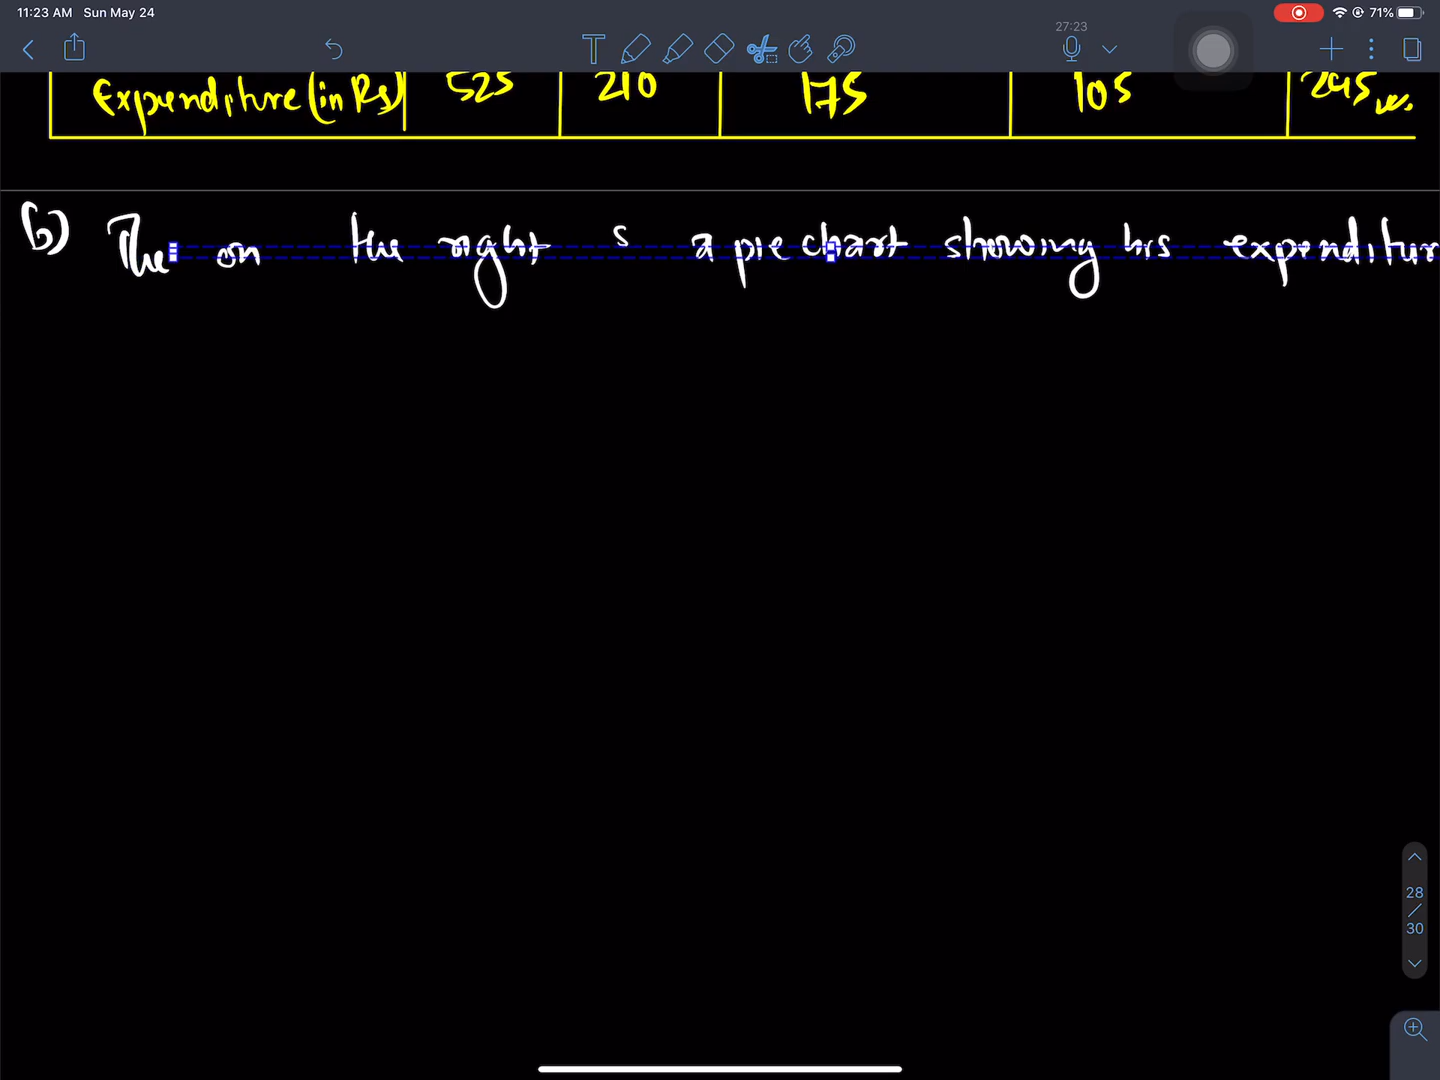 11:23 AM Sun May 24
71%
27:23
T
Expenditure (in Rs) 525 210 175 105 245
b) The on the right s a pie chart showing his expenditur
28
30